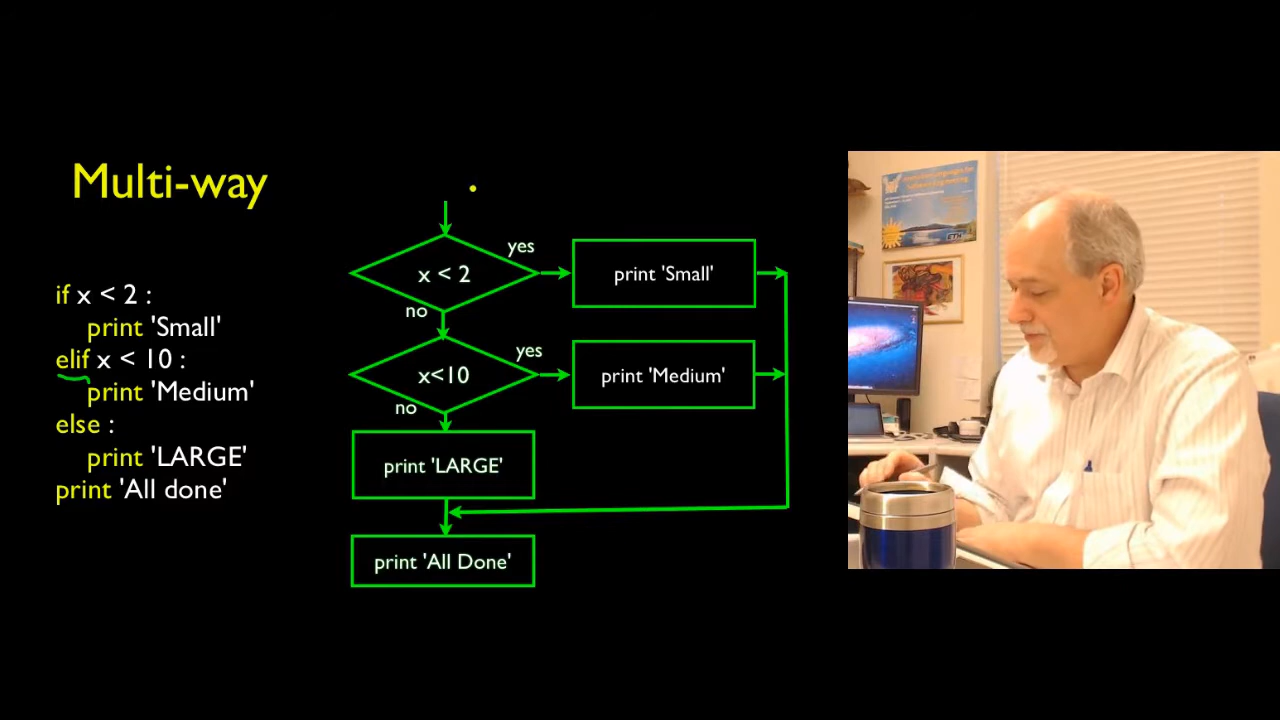 Multi-way
if x < 2 :
print 'Small'
elif x < 10 :
print 'Medium'
else :
print 'LARGE'
print 'All done'
x < 2
yes
print 'Small'
no
x<10
yes
print 'Medium'
no
print 'LARGE'
print 'All Done'